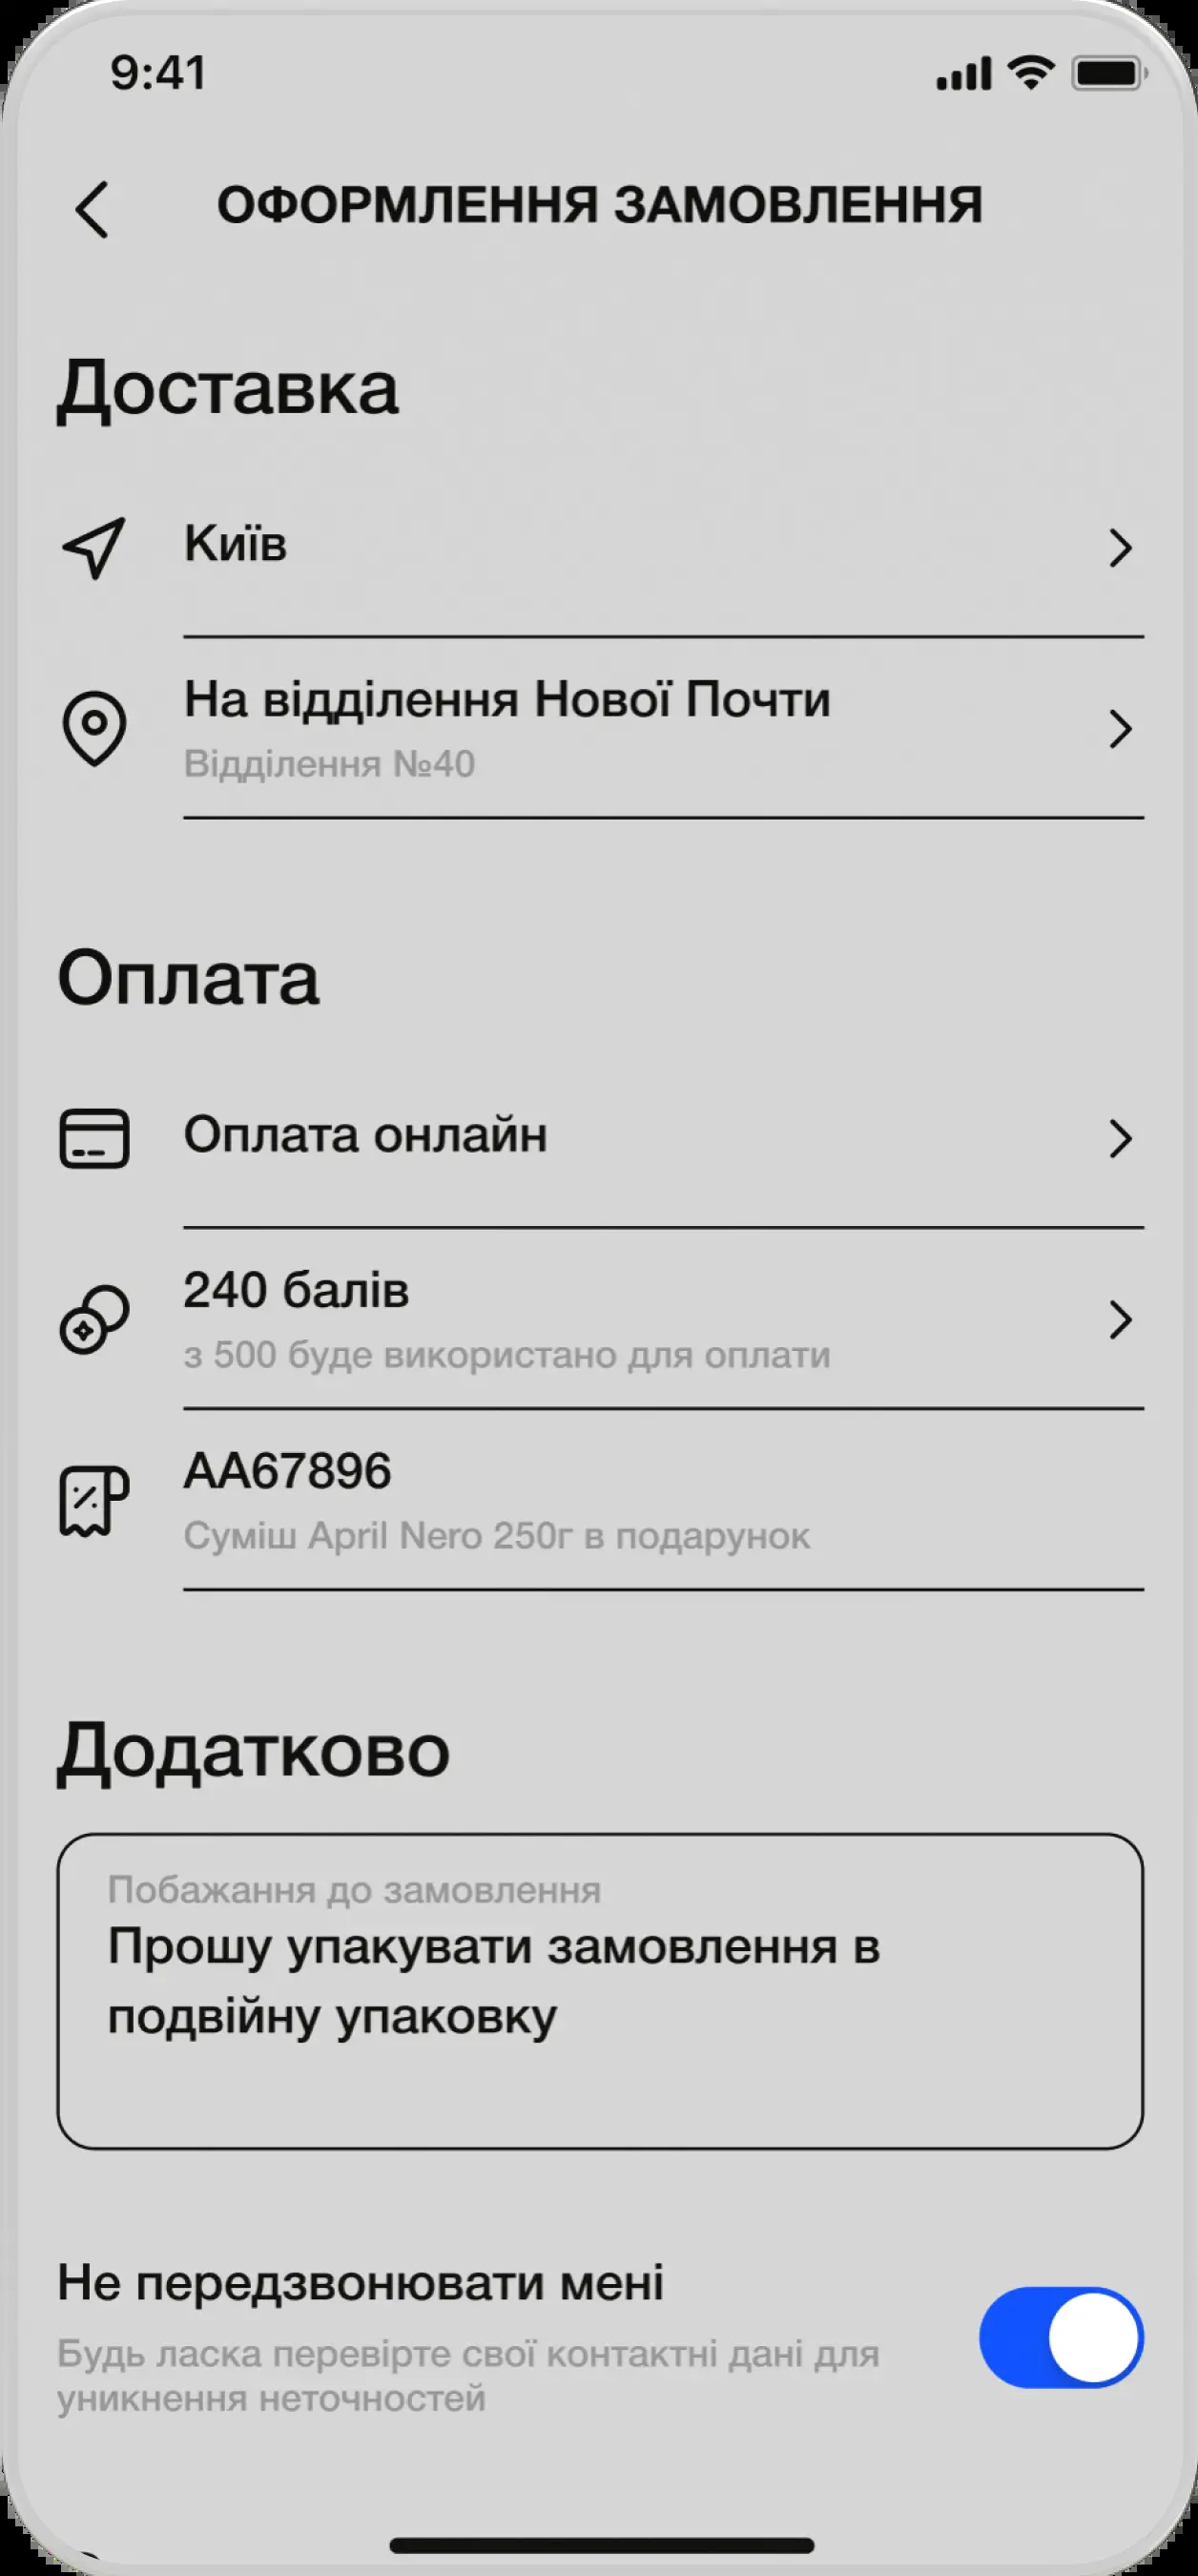 9:41
ОФОРМЛЕННЯ ЗАМОВЛЕННЯ
Доставка
Київ
На відділення Нової Почти
Відділення №40
Оплата
Оплата онлайн
240 балів
з 500 буде використано для оплати
АА67896
Суміш April Nero 250г в подарунок
Додатково
Побажання до замовлення
Прошу упакувати замовлення в
подвійну упаковку
Не передзвонювати мені
Будь ласка перевірте свої контактні дані для
уникнення неточностей